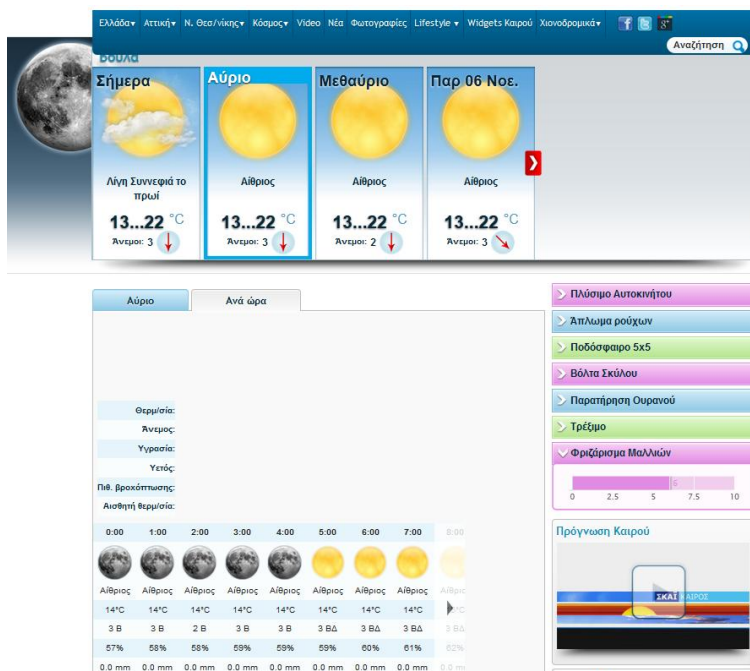 Ελλάδα Αττική Ν. Θεσ/νίκης Κόσμος Video Νέα Φωτογραφίες Lifestyle Widgets Καιρού Χιονοδρομικά
Αναζήτηση
Βούλα
Σήμερα Αύριο Μεθαύριο Παρ 06 Νοε.
Λίγη Συννεφιά το πρωί Αίθριος Αίθριος Αίθριος
13...22 °C 13...22 °C 13...22 °C 13...22 °C
Άνεμοι: 3 Άνεμοι: 3 Άνεμοι: 2 Άνεμοι: 3
Αύριο Ανά ώρα
Θερμ/σία:
Άνεμος:
Υγρασία:
Υετός:
Πιθ. βροχόπτωσης:
Αισθητή θερμ/σία:
0:00 1:00 2:00 3:00 4:00 5:00 6:00 7:00 8:00
Αίθριος Αίθριος Αίθριος Αίθριος Αίθριος Αίθριος Αίθριος Αίθριος
14°C 14°C 14°C 14°C 14°C 14°C 14°C 14°C
3 Β 3 Β 2 Β 3 Β 3 Β 3 ΒΔ 3 ΒΔ 3 ΒΔ 3 ΒΔ
57% 58% 58% 59% 59% 59% 60% 61% 62%
0.0 mm 0.0 mm 0.0 mm 0.0 mm 0.0 mm 0.0 mm 0.0 mm 0.0 mm
Πλύσιμο Αυτοκινήτου
Άπλωμα ρούχων
Ποδόσφαιρο 5x5
Βόλτα Σκύλου
Παρατήρηση Ουρανού
Τρέξιμο
Φριζάρισμα Μαλλιών
6
0 2.5 5 7.5 10
Πρόγνωση Καιρού
ΣΚΑΪ ΚΑΙΡΟΣ